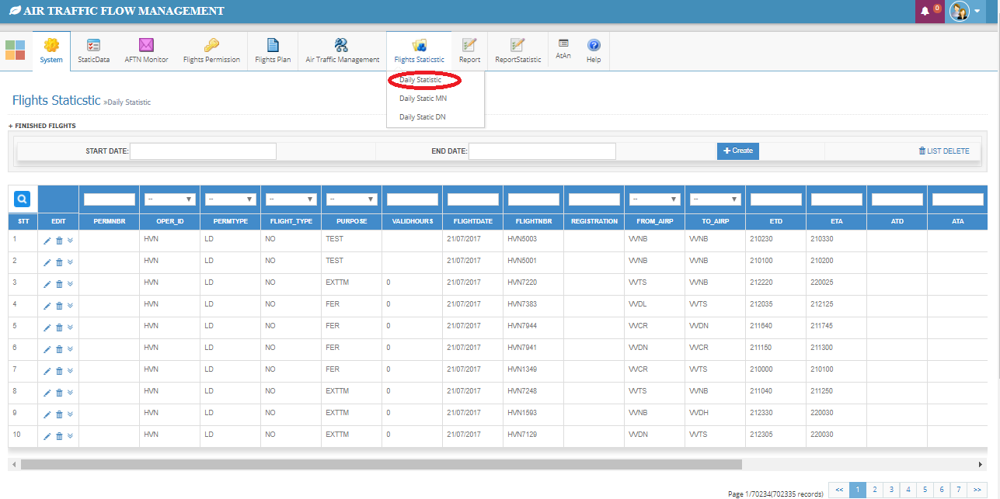 AIR TRAFFIC FLOW MANAGEMENT 0
System StaticData AFTN Monitor Flights Permission Flights Plan Air Traffic Management Flights Staticstic Report ReportStatistic AtAn Help
Daily Statistic
Daily Static MN
Daily Static DN
Flights Staticstic »Daily Statistic
+ FINISHED FILGHTS
START DATE: END DATE: + Create LIST DELETE
-- -- -- -- -- --
STT EDIT PERMNBR OPER_ID PERMTYPE FLIGHT_TYPE PURPOSE VALIDHOURS FLIGHTDATE FLIGHTNBR REGISTRATION FROM_AIRP TO_AIRP ETD ETA ATD ATA
1 HVN LD NO TEST 21/07/2017 HVN5003 VVNB VVNB 210230 210330
2 HVN LD NO TEST 21/07/2017 HVN5001 VVNB VVNB 210100 210200
3 HVN LD NO EXTTM 0 21/07/2017 HVN7220 VVTS VVNB 212220 220025
4 HVN LD NO FER 0 21/07/2017 HVN7383 VVDL VVTS 212035 212125
5 HVN LD NO FER 0 21/07/2017 HVN7944 VVCR VVDN 211640 211745
6 HVN LD NO FER 0 21/07/2017 HVN7941 VVDN VVCR 211150 211300
7 HVN LD NO FER 0 21/07/2017 HVN1349 VVCR VVTS 210000 210100
8 HVN LD NO EXTTM 0 21/07/2017 HVN7248 VVTS VVNB 211040 211250
9 HVN LD NO EXTTM 0 21/07/2017 HVN1593 VVNB VVDH 212330 220030
10 HVN LD NO EXTTM 0 21/07/2017 HVN7129 VVDN VVTS 212305 220030
Page 1/70234(702335 records) << 1 2 3 4 5 6 7 >>